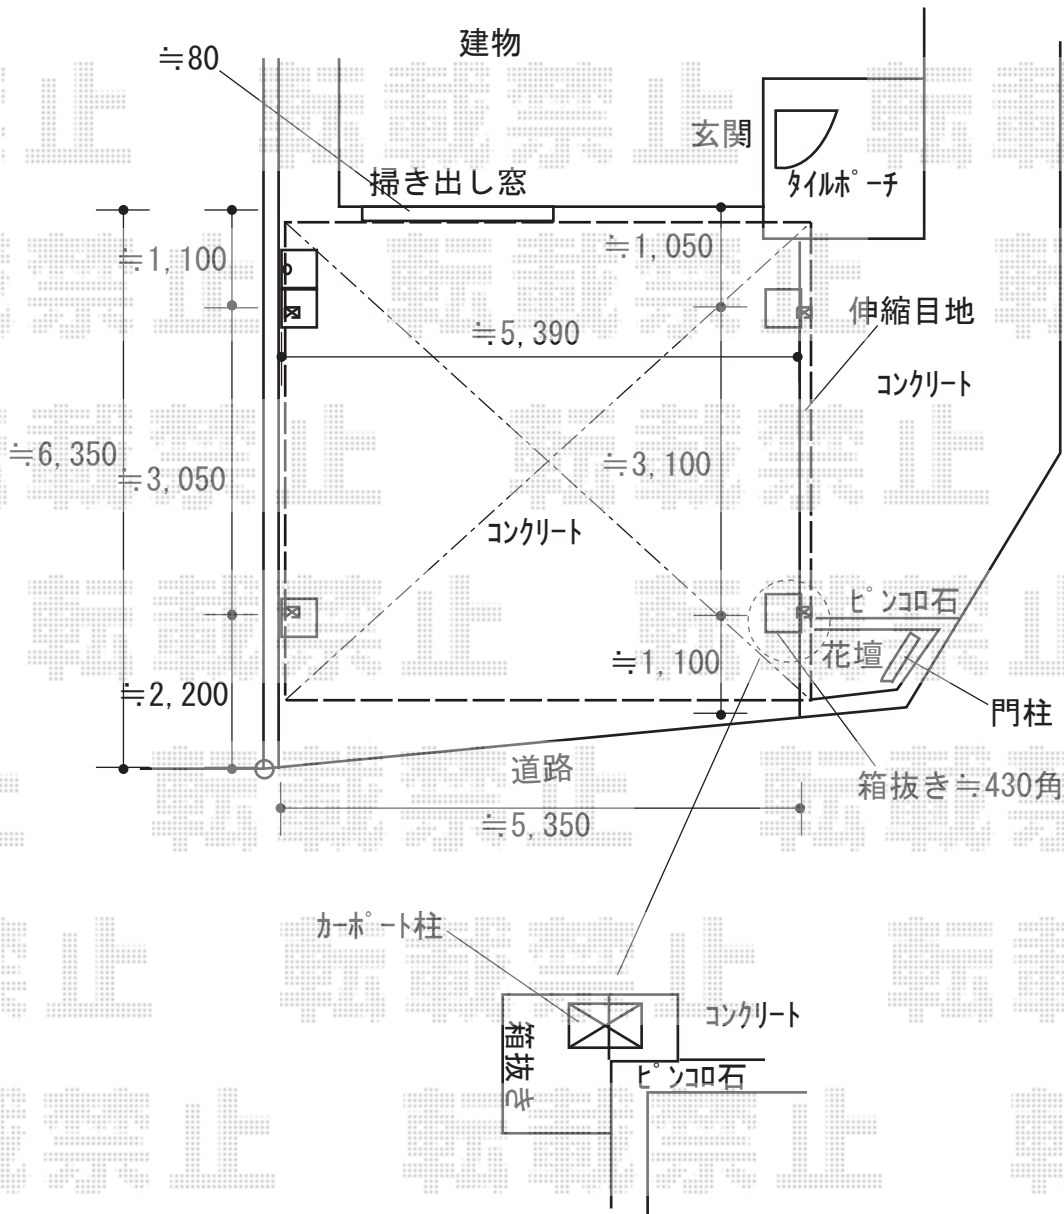 建物
≒80
玄関
掃き出し窓
タイルポーチ
≒1,100
≒1,050
伸縮目地
≒5,390
コンクリート
≒6,350
≒3,050
≒3,100
コンクリート
ピンコロ石
花壇
≒1,100
≒2,200
門柱
道路
箱抜き≒430角
≒5,350
カーポート柱
箱抜き
コンクリート
ピンコロ石
転載禁止